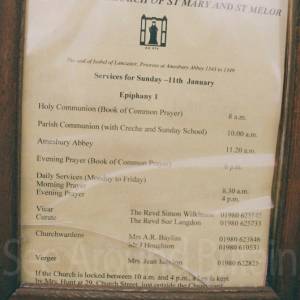 CHURCH OF ST MARY AND ST MELOR
The seal of Isabel of Lancaster, Prioress at Amesbury Abbey 1343 to 1349
Services for Sunday –11th January
Epiphany 1
Holy Communion (Book of Common Prayer) 8 a.m.
Parish Communion (with Creche and Sunday School) 10.00 a.m.
Amesbury Abbey 11.20 a.m.
Evening Prayer (Book of Common Prayer) 6 p.m.
Daily Services (Monday to Friday)
Morning Prayer 8.30 a.m.
Evening Prayer 4 p.m.
Vicar The Revd Simon Wilkinson 01980
Curate The Revd Sue Langdon 01980
Churchwardens Mrs A.R. Bayliss 01980 623846
J Houghton 01980 610531
Verger Mrs Jean 01980 622825
If the Church is locked between 10 a.m. and 4 p.m., a key is kept
by Mrs. Hunt at 29, Church Street, just outside the Churchyard